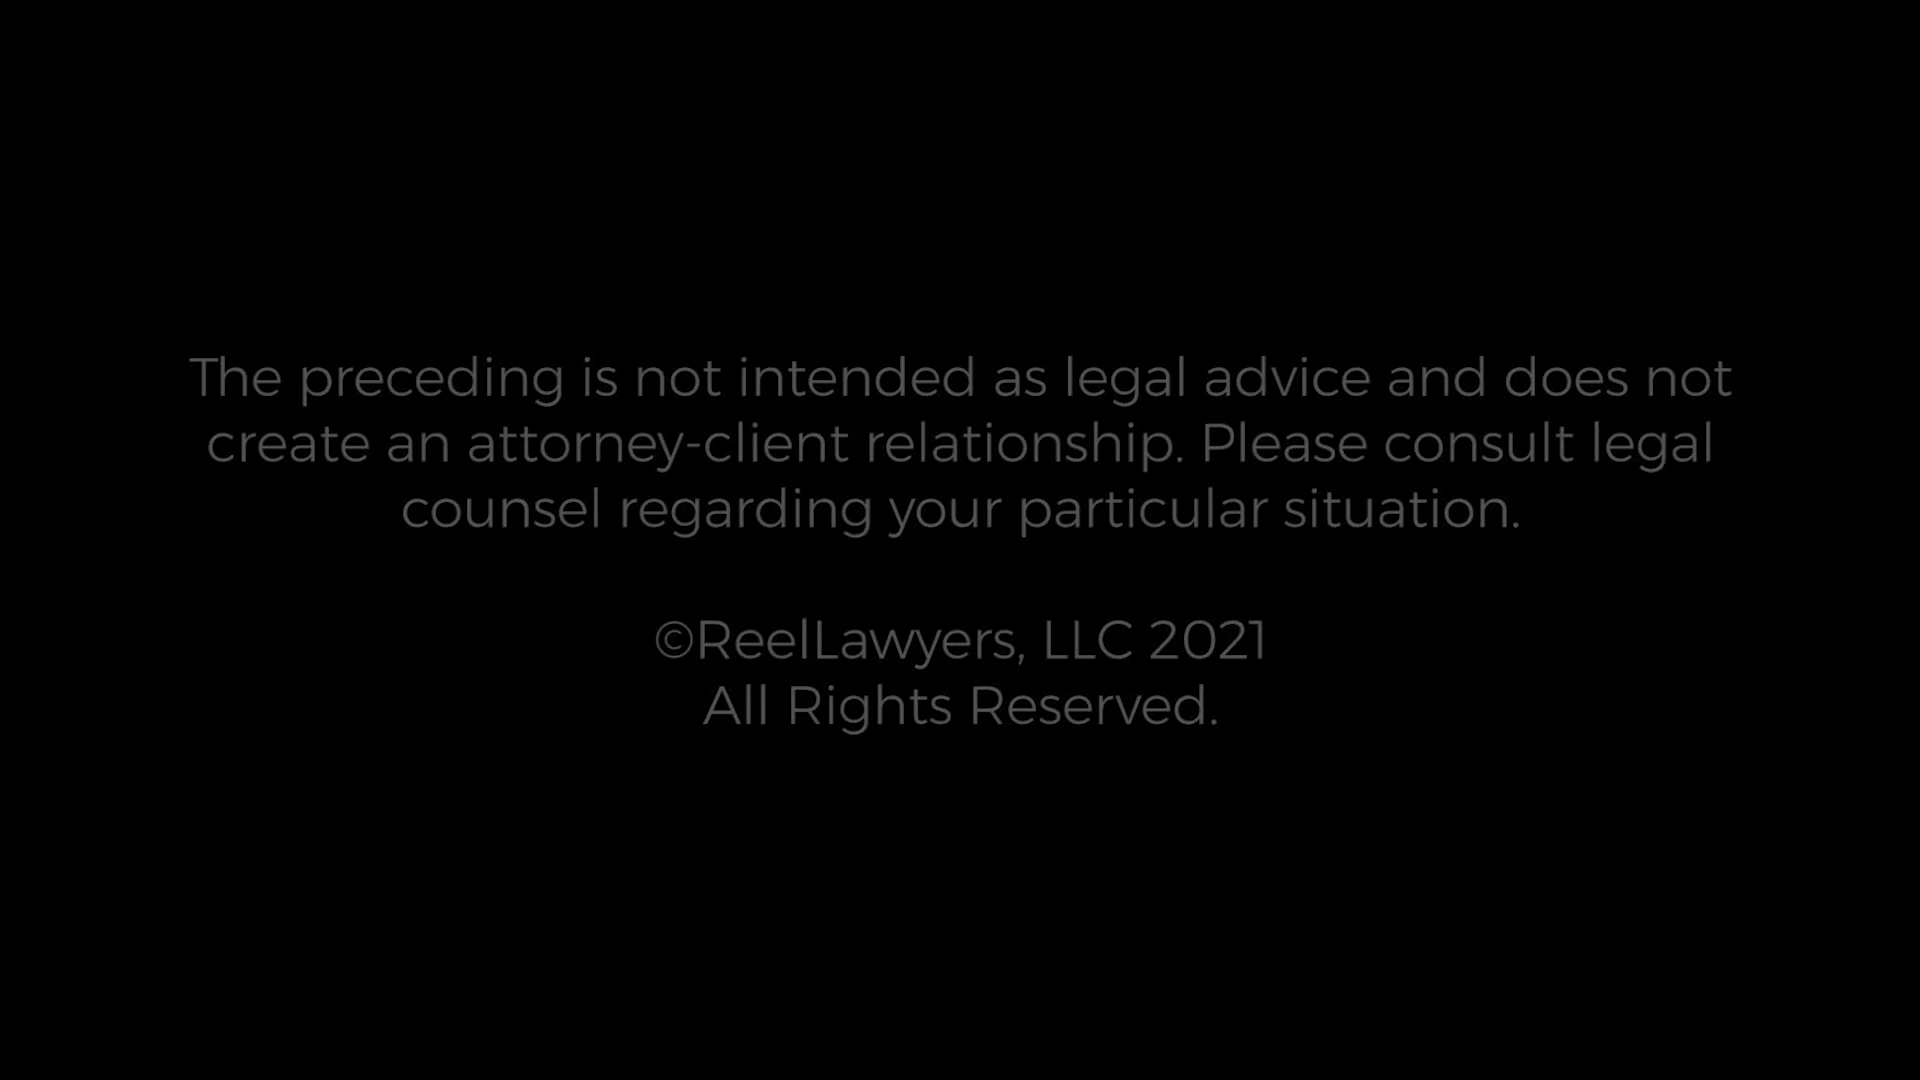 The preceding is not intended as legal advice and does not
create an attorney-client relationship. Please consult legal
counsel regarding your particular situation.
©ReelLawyers, LLC 2021
All Rights Reserved.